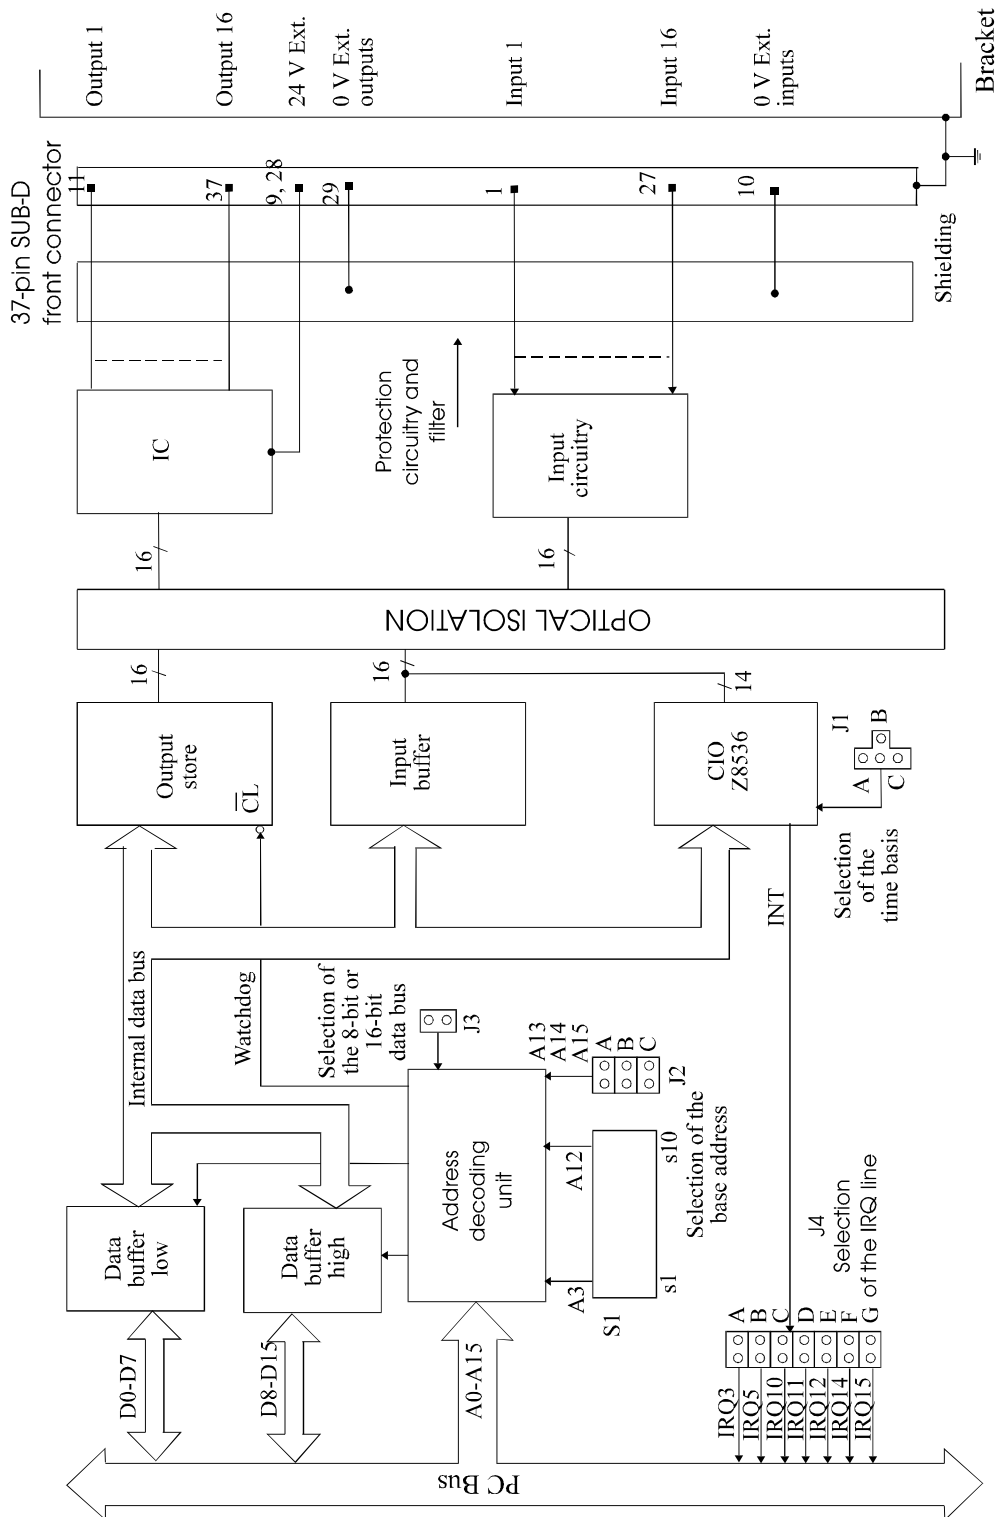 Output 1
Output 16
24 V Ext.
0 V Ext.
outputs
Input 1
Input 16
0 V Ext.
inputs
Bracket
37-pin SUB-D
front connector
11
37
9, 28
29
1
27
10
Shielding
IC
Protection
circuitry and
filter
Input
circuitry
16
16
OPTICAL ISOLATION
16
16
14
Output
store
CL
Input
buffer
CIO
Z8536
J1
A
B
C
Selection
of the
time basis
INT
Internal data bus
Watchdog
Selection of
the 8-bit or
16-bit
data bus
J3
A13
A14
A15
A
B
C
J2
Address
decoding
unit
A12
A3
s10
s1
S1
Selection of the
base address
Data
buffer
low
Data
buffer
high
D0-D7
D8-D15
A0-A15
J4
Selection
of the IRQ line
A
B
C
D
E
F
G
IRQ3
IRQ5
IRQ10
IRQ11
IRQ12
IRQ14
IRQ15
PC Bus